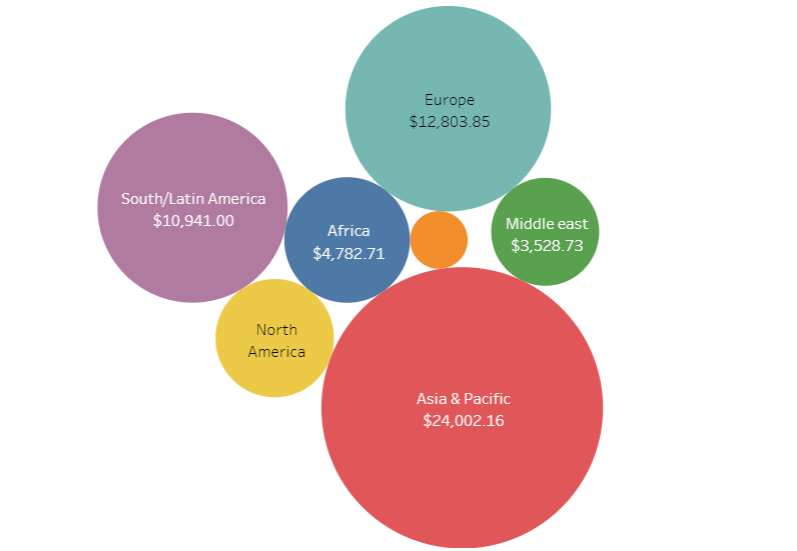 Europe
$12,803.85
South/Latin America
$10,941.00
Africa
$4,782.71
Middle east
$3,528.73
North
America
Asia & Pacific
$24,002.16